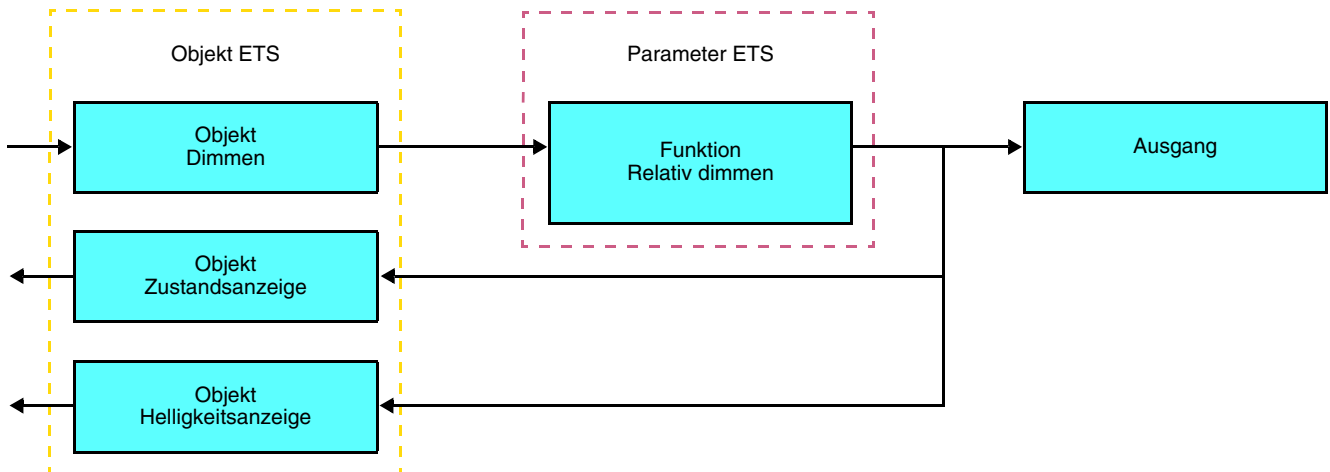 Objekt ETS
Parameter ETS
Objekt
Dimmen
Funktion
Relativ dimmen
Ausgang
Objekt
Zustandsanzeige
Objekt
Helligkeitsanzeige